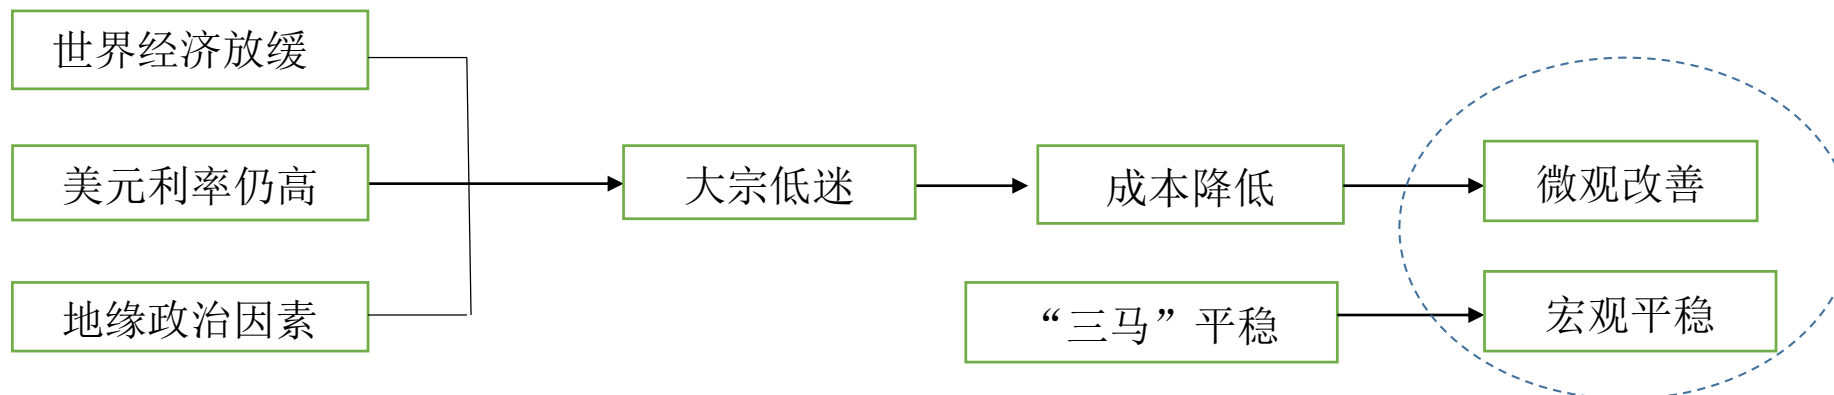 世界经济放缓
美元利率仍高
地缘政治因素
大宗低迷
成本降低
微观改善
“三马”平稳
宏观平稳